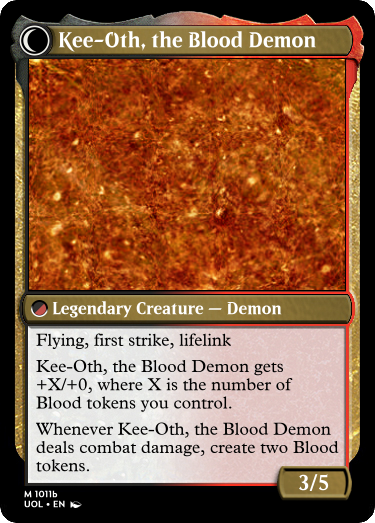 Kee-Oth, the Blood Demon
Legendary Creature — Demon
Flying, first strike, lifelink
Kee-Oth, the Blood Demon gets
+X/+0, where X is the number of
Blood tokens you control.
Whenever Kee-Oth, the Blood Demon
deals combat damage, create two Blood
tokens.
3/5
M 1011b
UOL • EN